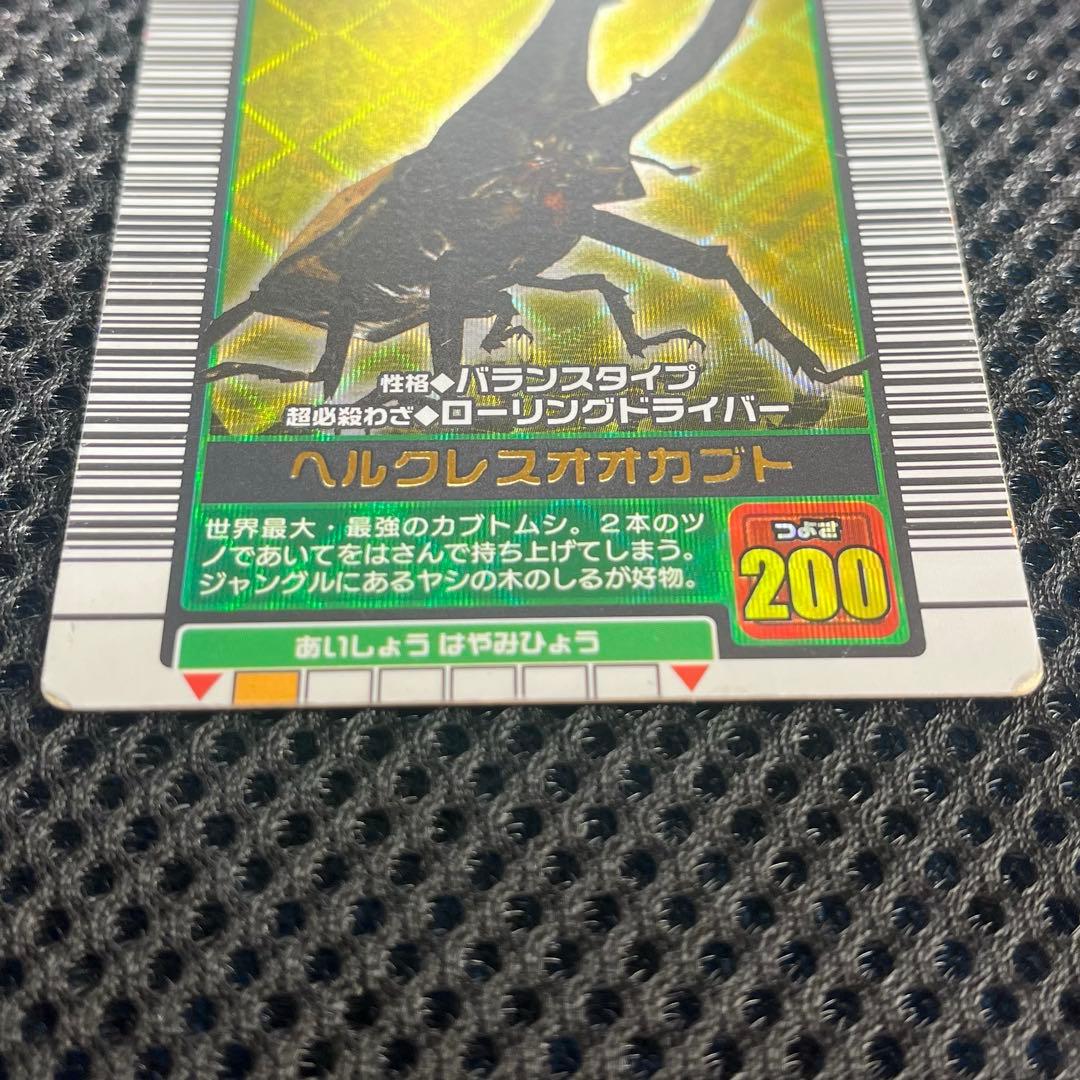 性格◆バランスタイプ
超必殺わざ◆ローリングドライバー
ヘルクレスオオカブト
世界最大・最強のカブトムシ。2本のツ
ノであいてをはさんで持ち上げてしまう。
ジャングルにあるヤシの木のしるが好物。
つよさ
200
あいしょう はやみひょう